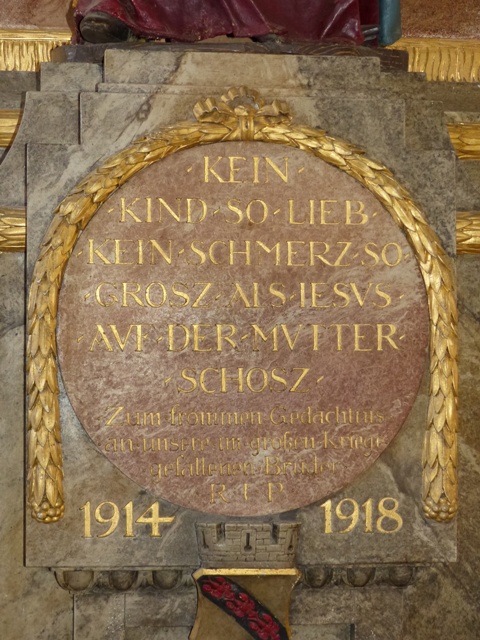 · KEIN ·
· KIND · SO · LIEB ·
· KEIN · SCHMERZ · SO
· GROSZ · ALS · IESVS ·
· AVF · DER · MVTTER ·
· SCHOSZ ·
Zum frommen Gedächtnis
an unsere im großen Kriege
gefallenen Brüder
R · I · P
1914 1918